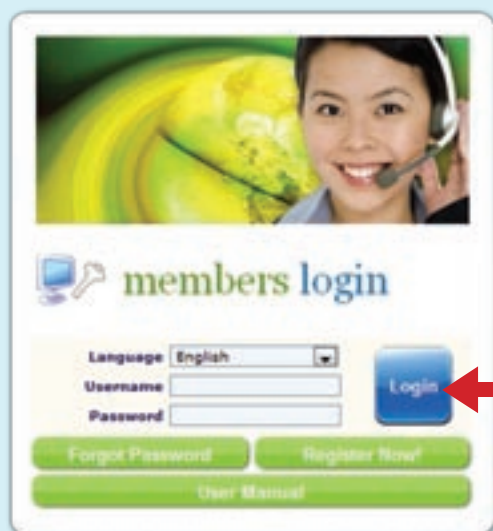 members login
Language English
Username
Password
Login
Forgot Password Register Now!
User Manual